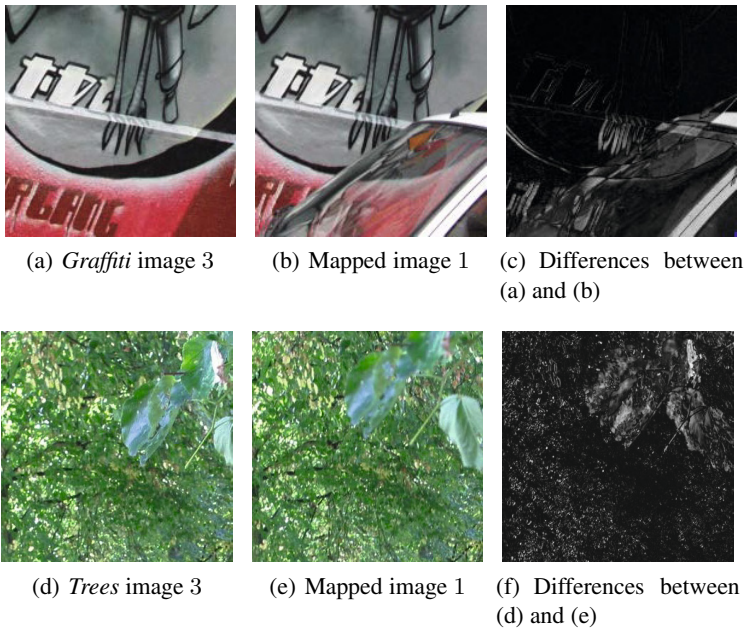 (a) Graffiti image 3
(b) Mapped image 1
(c) Differences between
(a) and (b)
(d) Trees image 3
(e) Mapped image 1
(f) Differences between
(d) and (e)